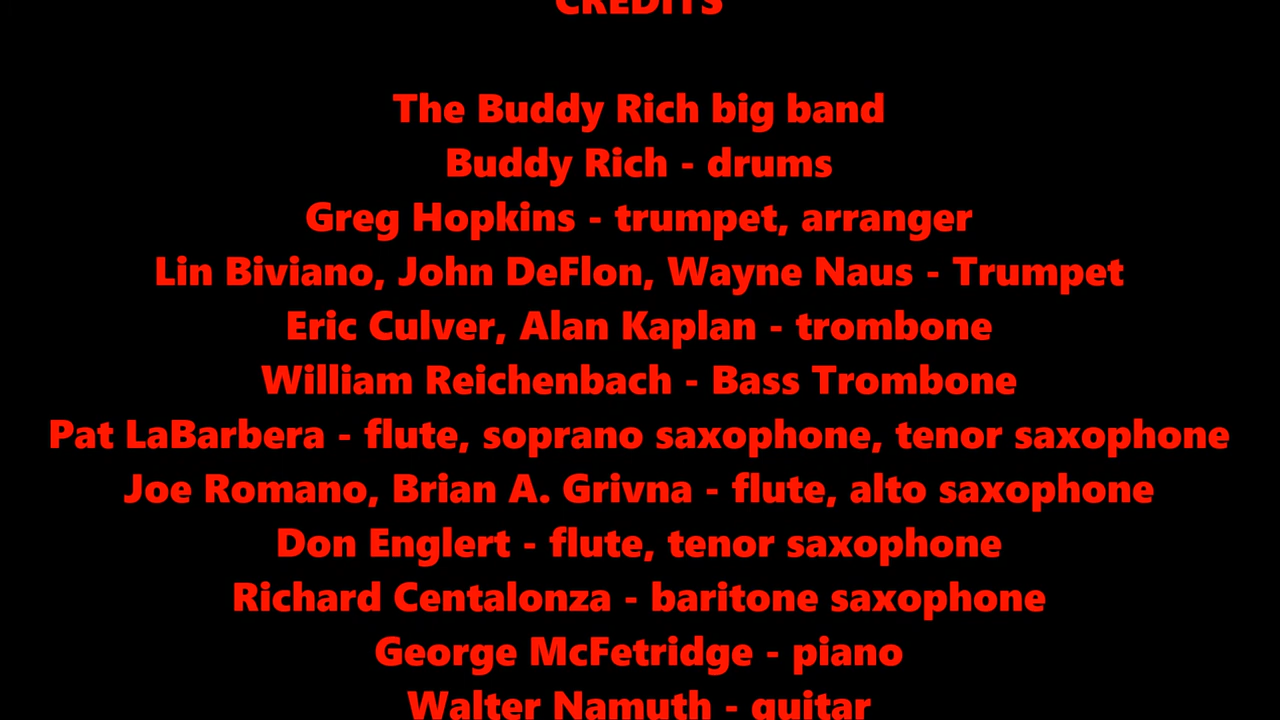 CREDITS
The Buddy Rich big band
Buddy Rich - drums
Greg Hopkins - trumpet, arranger
Lin Biviano, John DeFlon, Wayne Naus - Trumpet
Eric Culver, Alan Kaplan - trombone
William Reichenbach - Bass Trombone
Pat LaBarbera - flute, soprano saxophone, tenor saxophone
Joe Romano, Brian A. Grivna - flute, alto saxophone
Don Englert - flute, tenor saxophone
Richard Centalonza - baritone saxophone
George McFetridge - piano
Walter Namuth - guitar